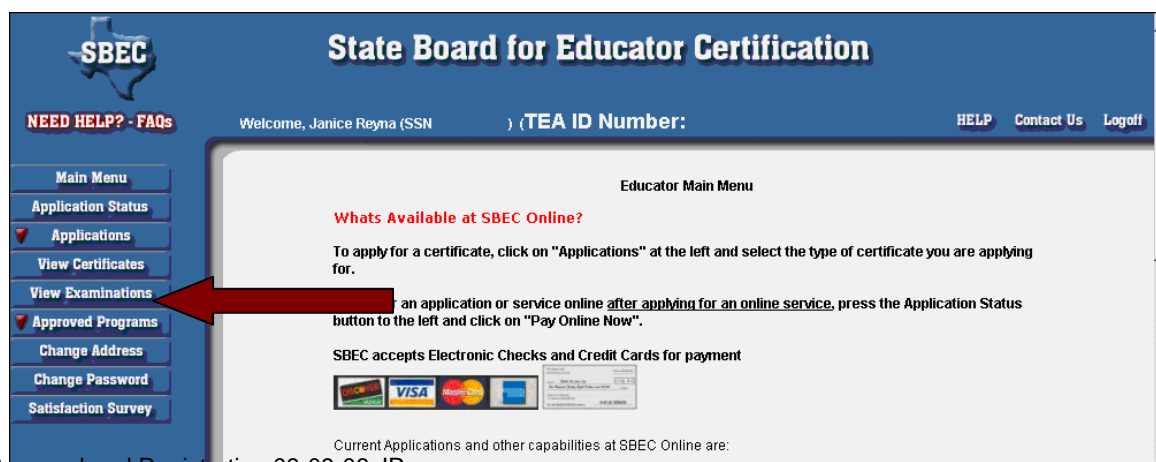 SBEC
State Board for Educator Certification
NEED HELP? - FAQs
Welcome, Janice Reyna (SSN ) (TEA ID Number:
HELP Contact Us Logoff
Main Menu
Application Status
Applications
View Certificates
View Examinations
Approved Programs
Change Address
Change Password
Satisfaction Survey
Educator Main Menu
Whats Available at SBEC Online?
To apply for a certificate, click on "Applications" at the left and select the type of certificate you are applying
for.
an application or service online after applying for an online service, press the Application Status
button to the left and click on "Pay Online Now".
SBEC accepts Electronic Checks and Credit Cards for payment
DISCOVER VISA MasterCard
Current Applications and other capabilities at SBEC Online are: